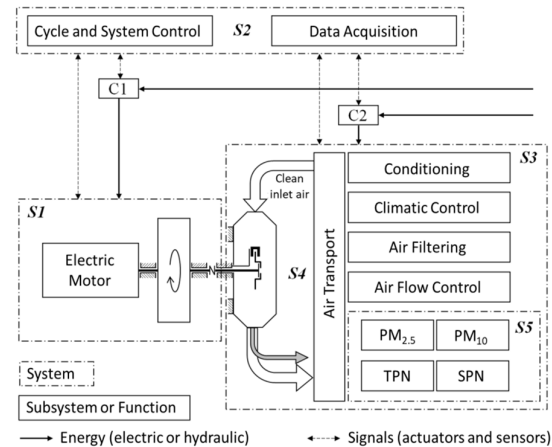 Cycle and System Control
S2
Data Acquisition
C1
C2
S3
Clean
inlet air
Conditioning
Climatic Control
S1
Air Filtering
Electric
Motor
S4
Air Transport
Air Flow Control
S5
PM2.5
PM10
TPN
SPN
System
Subsystem or Function
Energy (electric or hydraulic)
Signals (actuators and sensors)